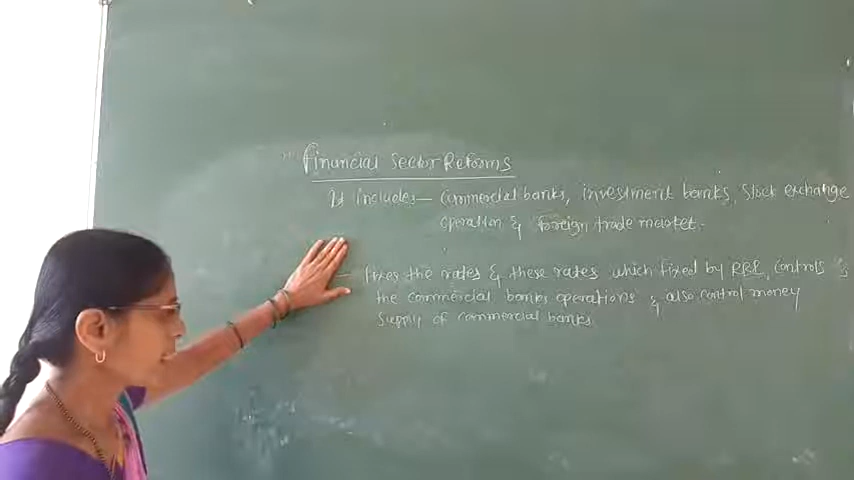 Financial Sector Reforms
It includes— Commercial banks, investment banks, stock exchange
operation & foreign trade market.
— fixes the rates & these rates which fixed by RBI, controls
the commercial banks operations & also control money
supply of commercial banks.